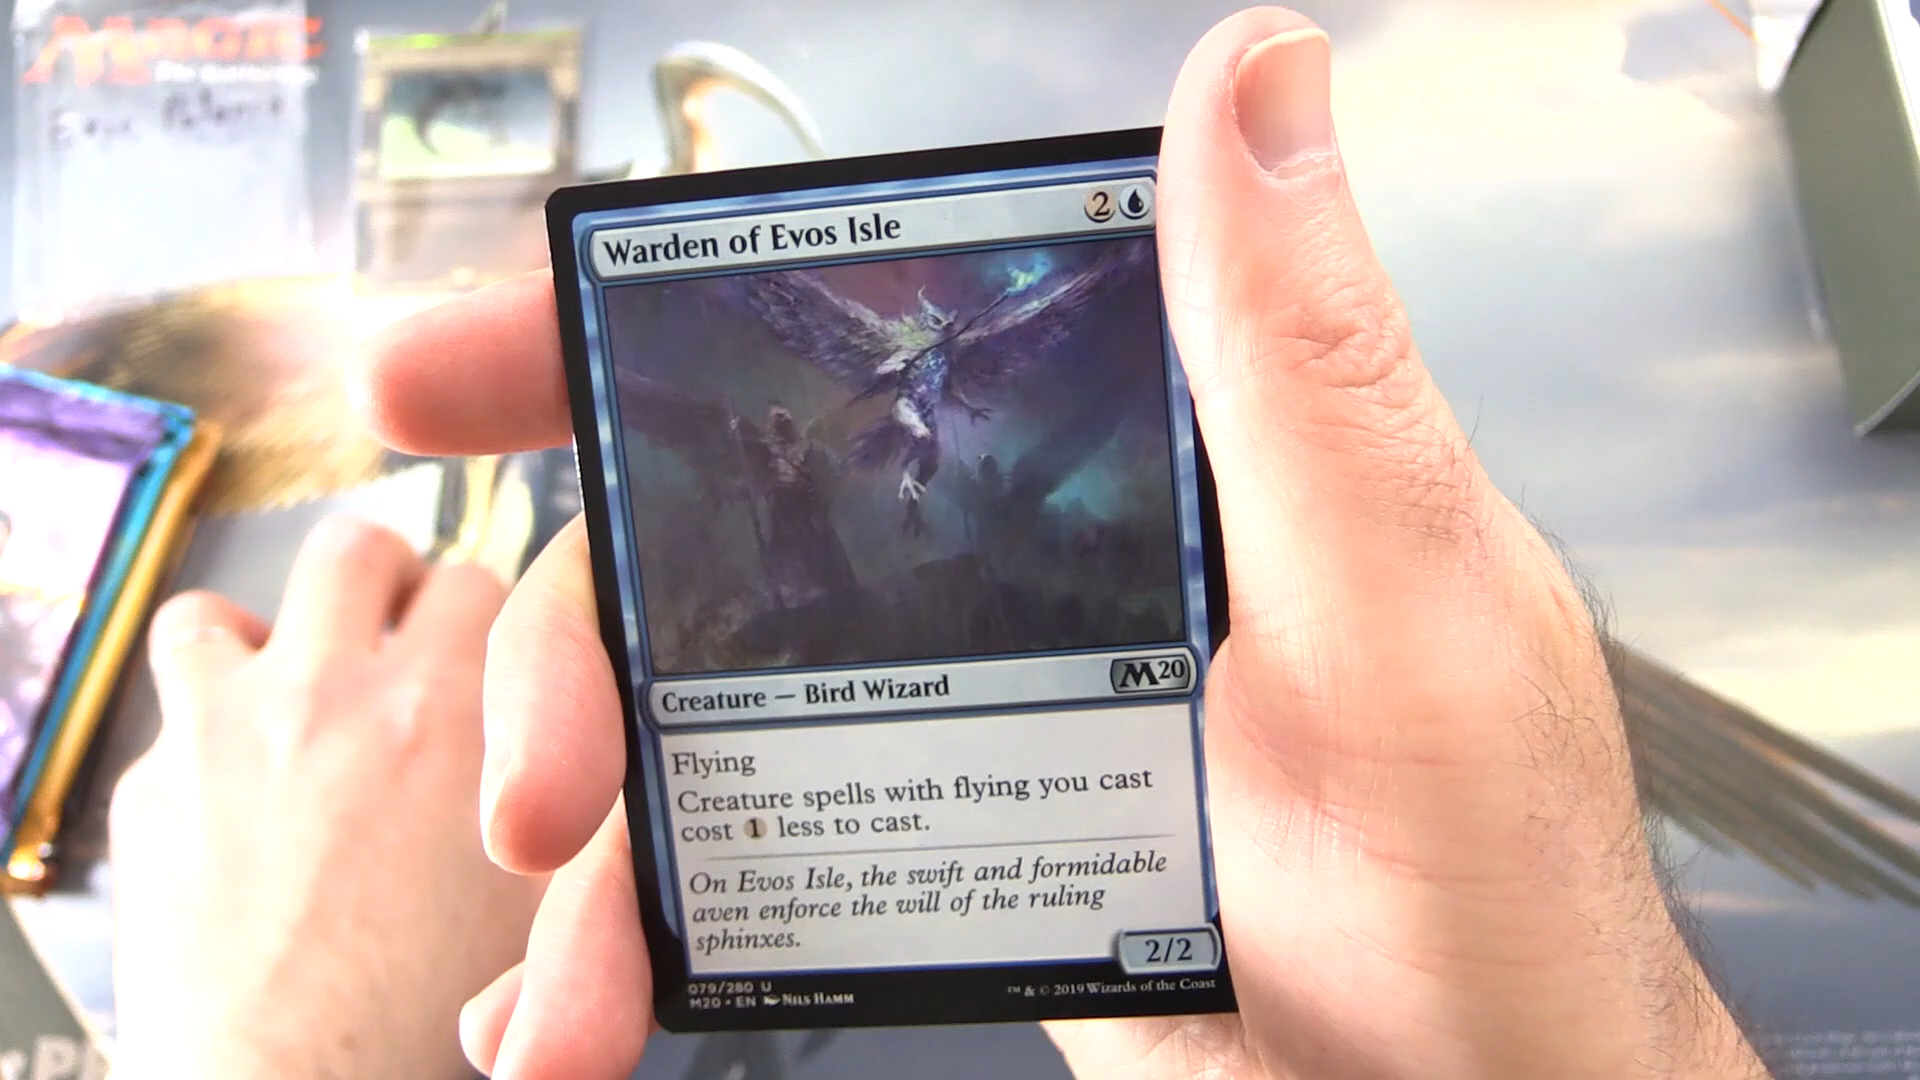 MAGIC
Warden of Evos Isle
2
Creature — Bird Wizard
M20
Flying
Creature spells with flying you cast
cost 1 less to cast.
On Evos Isle, the swift and formidable
aven enforce the will of the ruling
sphinxes.
2/2
079/280 U
M20 • EN NILS HAMM
™ & © 2019 Wizards of the Coast